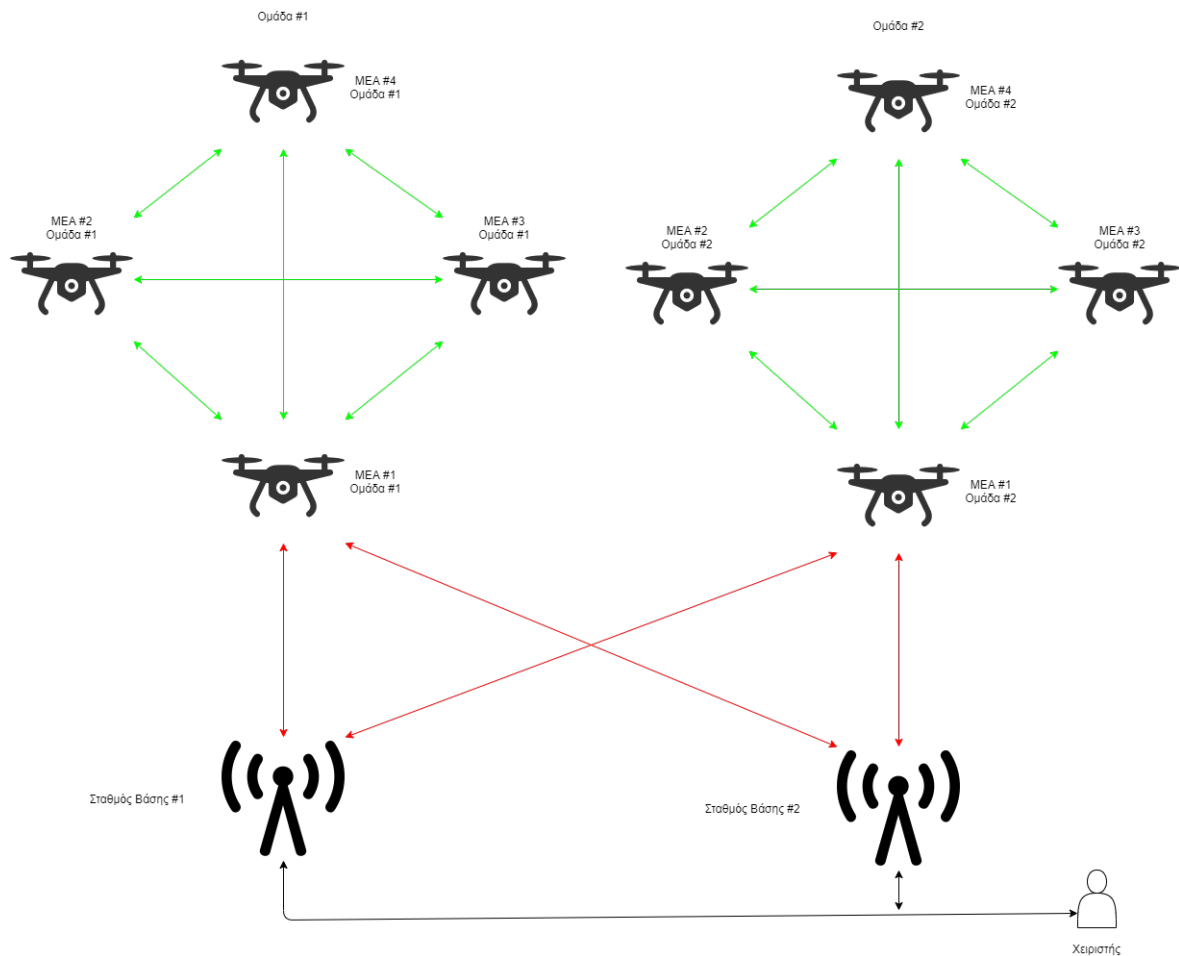 Ομάδα #1
Ομάδα #2
ΜΕΑ #4
Ομάδα #1
ΜΕΑ #4
Ομάδα #2
ΜΕΑ #2
Ομάδα #1
ΜΕΑ #3
Ομάδα #1
ΜΕΑ #2
Ομάδα #2
ΜΕΑ #3
Ομάδα #2
ΜΕΑ #1
Ομάδα #1
ΜΕΑ #1
Ομάδα #2
Σταθμός Βάσης #1
Σταθμός Βάσης #2
Χειριστής